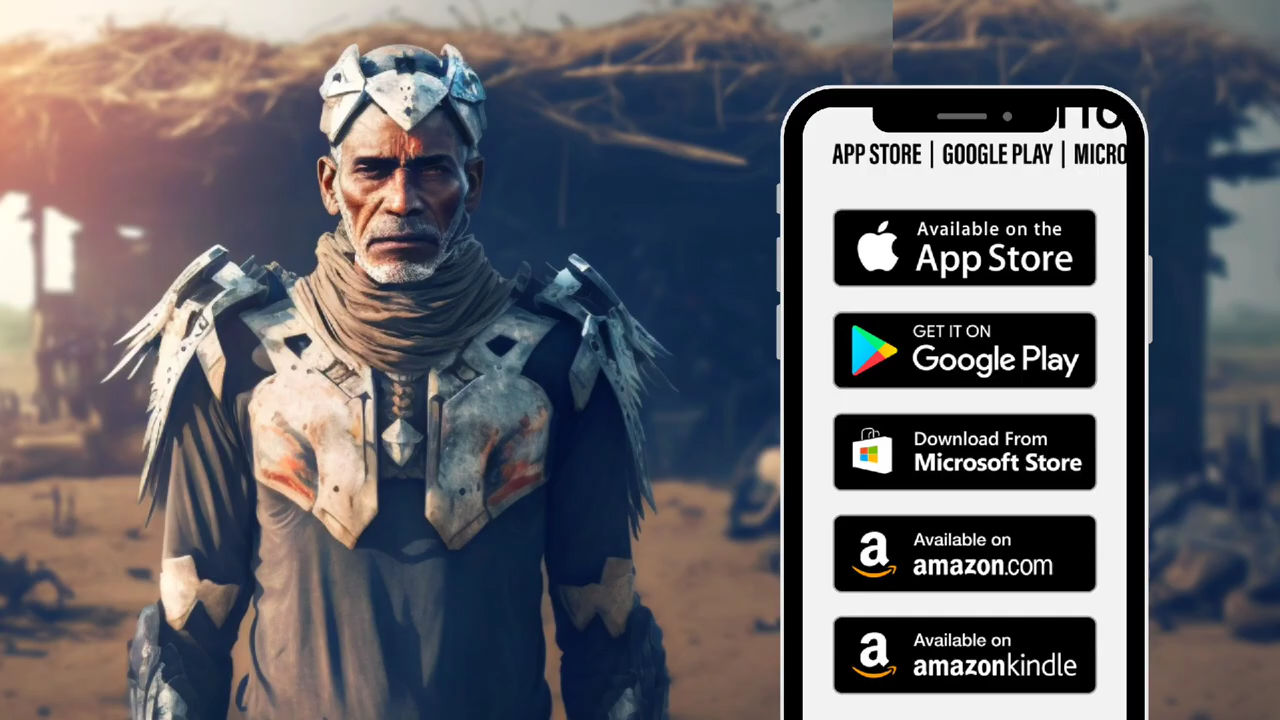 APP STORE | GOOGLE PLAY |
Available on the
App Store
GET IT ON
Google Play
Download From
Microsoft Store
a
Available on
amazon.com
a
Available on
amazonkindle